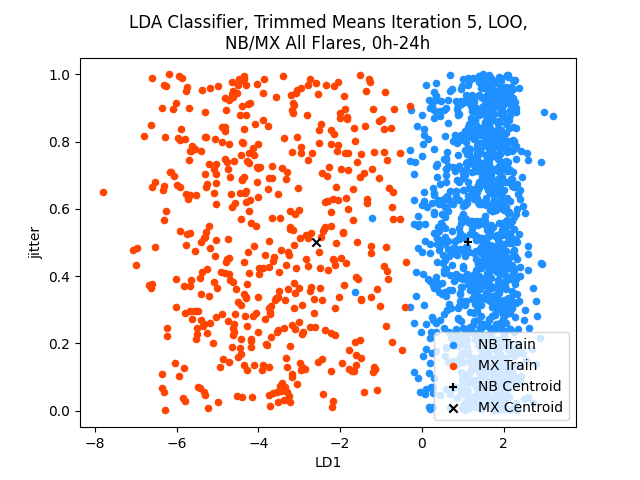 LDA Classifier, Trimmed Means Iteration 5, LOO,
NB/MX All Flares, 0h-24h
1.0
0.8
0.6
0.4
0.2
0.0
jitter
−8
−6
−4
−2
0
2
LD1
NB Train
MX Train
NB Centroid
MX Centroid